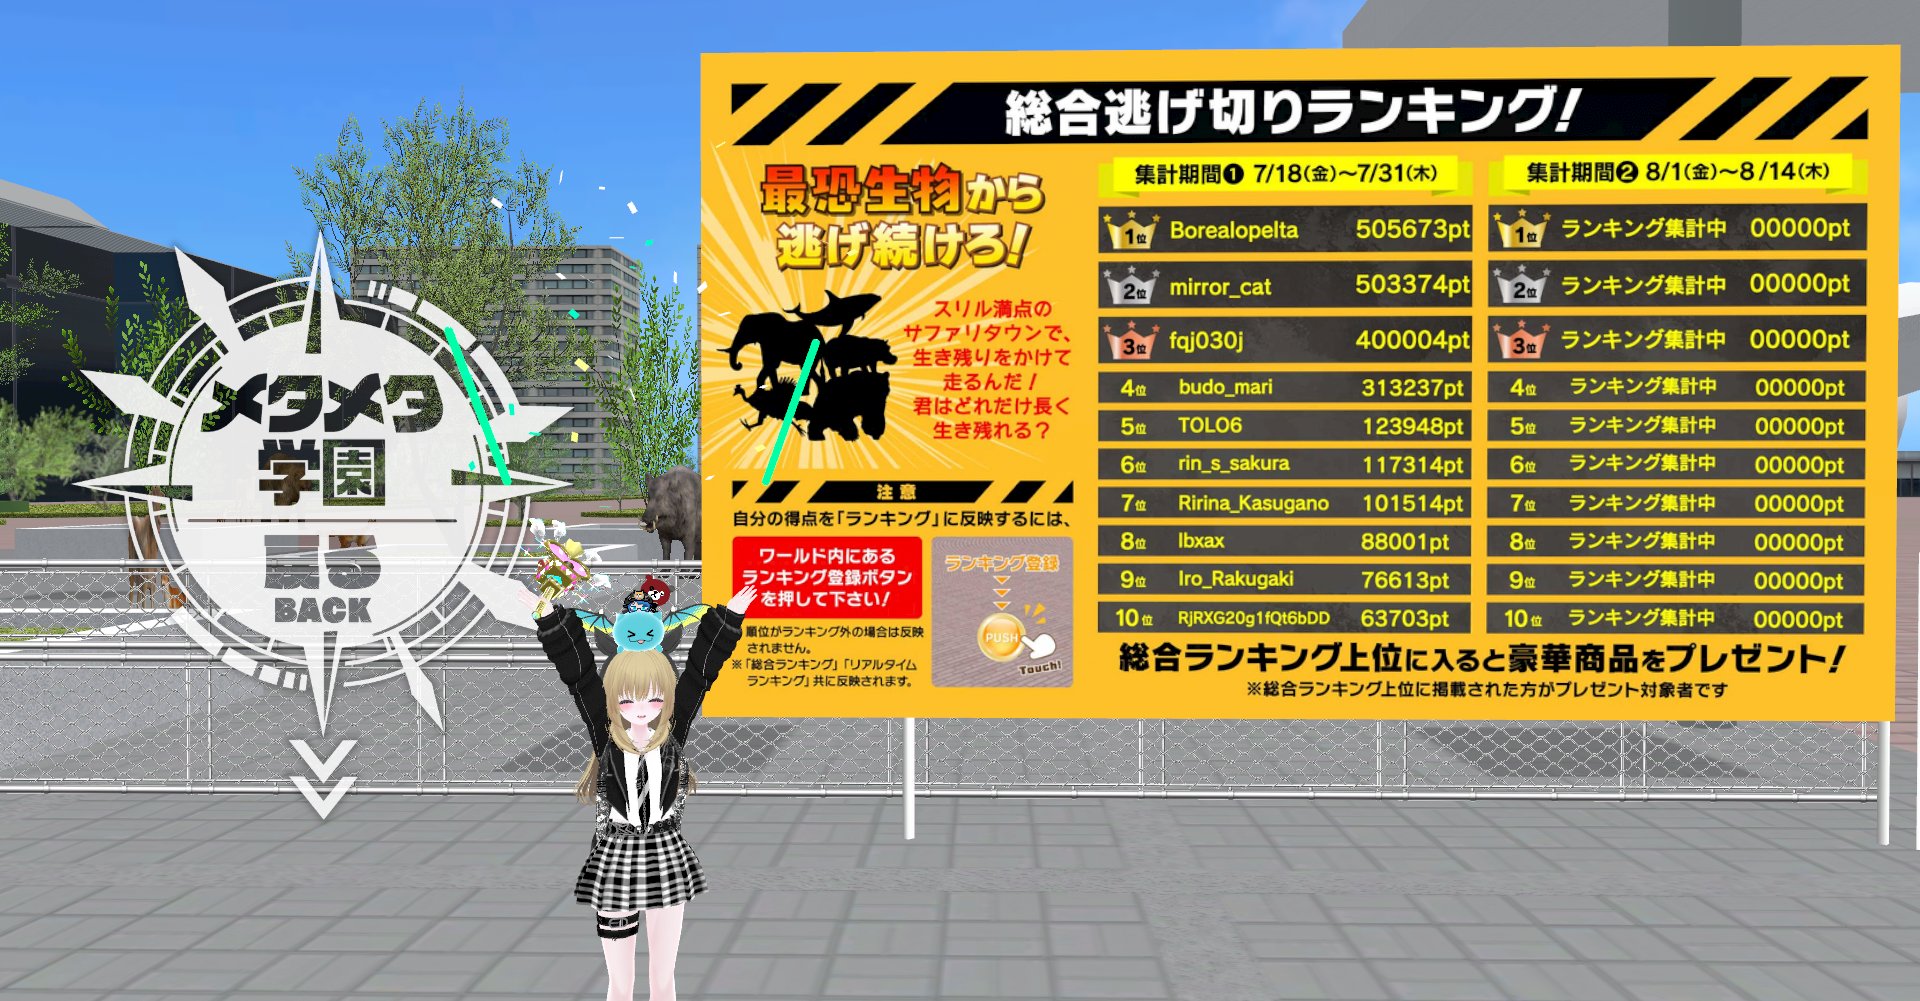 メタメタ
学園
戻る
BACK
総合逃げ切りランキング!
最恐生物から
逃げ続けろ!
スリル満点の
サファリタウンで、
生き残りをかけて
走るんだ!
君はどれだけ長く
生き残れる?
注意
自分の得点を「ランキング」に反映するには、
ワールド内にある
ランキング登録ボタン
を押して下さい!
順位がランキング外の場合は反映
されません。
※「総合ランキング」「リアルタイム
ランキング」共に反映されます。
ランキング登録
PUSH
Touch!
集計期間❶ 7/18(金)~7/31(木)
1位 Borealopelta 505673pt
2位 mirror_cat 503374pt
3位 fqj030j 400004pt
4位 budo_mari 313237pt
5位 TOLO6 123948pt
6位 rin_s_sakura 117314pt
7位 Ririna_Kasugano 101514pt
8位 lbxax 88001pt
9位 Iro_Rakugaki 76613pt
10位 RjRXG20g1fQt6bDD 63703pt
集計期間❷ 8/1(金)~8/14(木)
1位 ランキング集計中 00000pt
2位 ランキング集計中 00000pt
3位 ランキング集計中 00000pt
4位 ランキング集計中 00000pt
5位 ランキング集計中 00000pt
6位 ランキング集計中 00000pt
7位 ランキング集計中 00000pt
8位 ランキング集計中 00000pt
9位 ランキング集計中 00000pt
10位 ランキング集計中 00000pt
総合ランキング上位に入ると豪華商品をプレゼント!
※総合ランキング上位に掲載された方がプレゼント対象者です